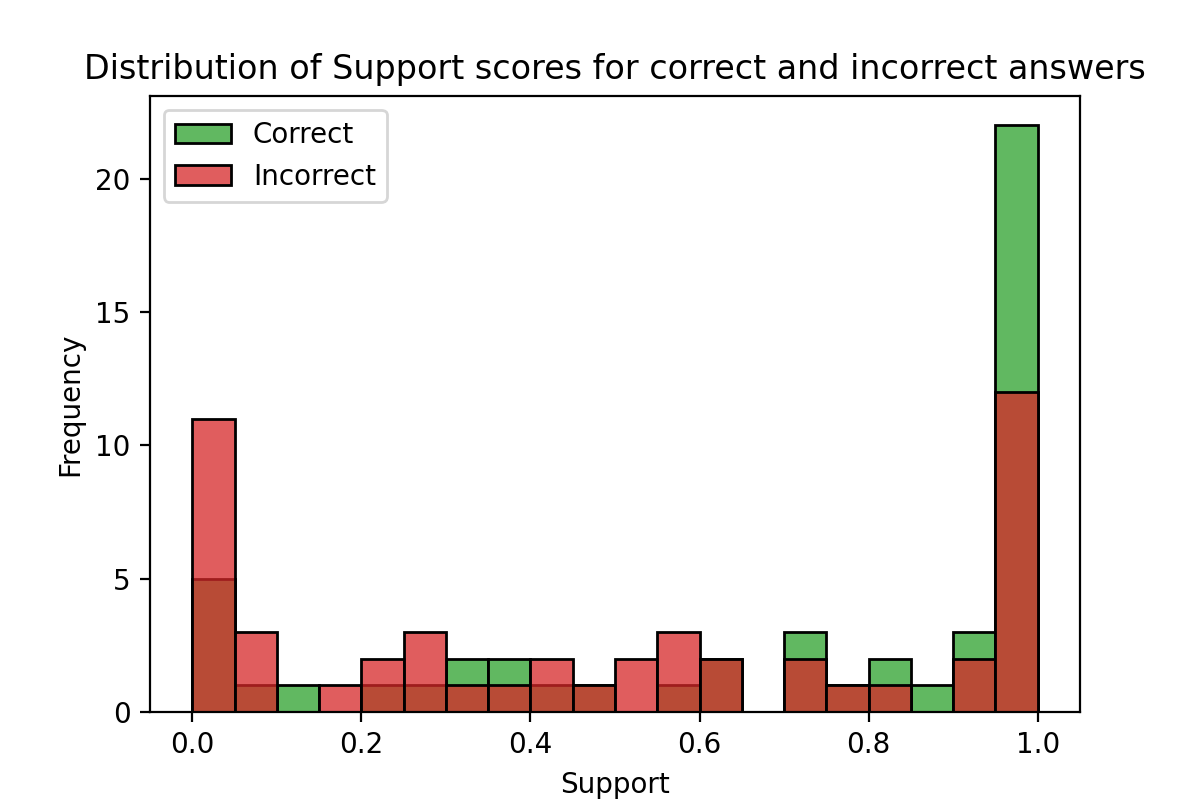 Distribution of Support scores for correct and incorrect answers
Correct
Incorrect
20
15
10
5
0
Frequency
0.0 0.2 0.4 0.6 0.8 1.0
Support